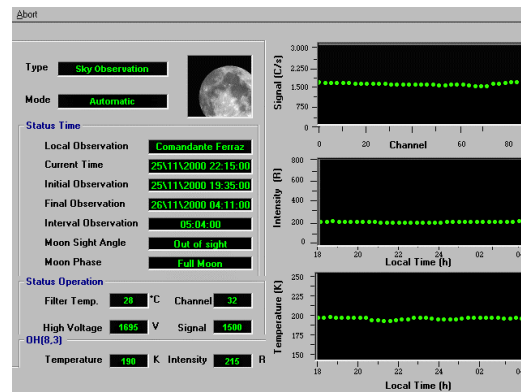 Abort
Type Sky Observation
Mode Automatic
Status Time
Local Observation Comandante Ferraz
Current Time 25\11\2000 22:15:00
Initial Observation 25\11\2000 19:35:00
Final Observation 26\11\2000 04:11:00
Interval Observation 05:04:00
Moon Sight Angle Out of sight
Moon Phase Full Moon
Status Operation
Filter Temp. 28 °C Channel 32
High Voltage 1695 V Signal 1500
OH(8,3)
Temperature 190 K Intensity 215 R
Signal (C/s)
3.000
2.250
1.500
750
0
0 20 40 60 80
Channel
Intensity (R)
800
600
400
200
0
18 20 22 00 02 04
Local Time (h)
Temperature (K)
250
225
200
175
150
18 20 22 00 02 04
Local Time (h)